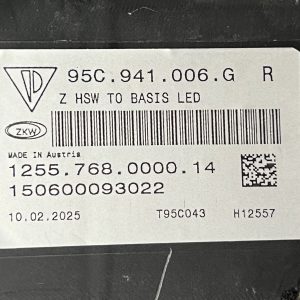 95C.941.006.G R
Z HSW TO BASIS LED
ZKW
MADE IN Austria
1255.768.0000.14
150600093022
10.02.2025 T95C043 H12557